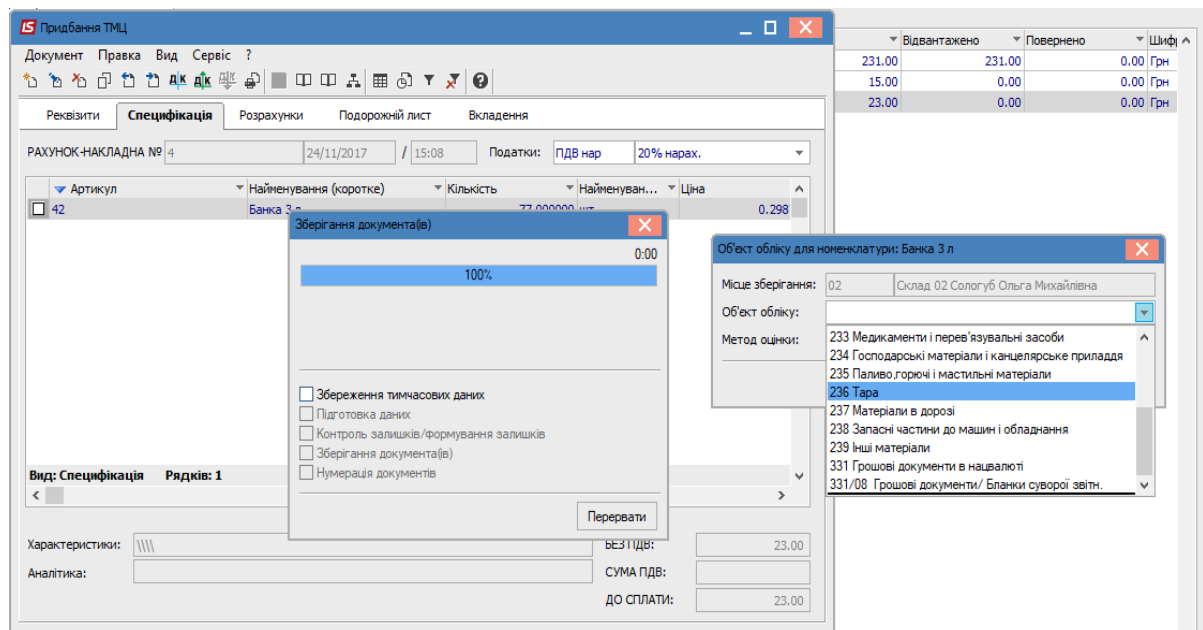 Придбання ТМЦ
Документ Правка Вид Сервіс ?
Реквізити Специфікація Розрахунки Подорожній лист Вкладення
РАХУНОК-НАКЛАДНА № 4 24/11/2017 / 15:08 Податки: ПДВ нар 20% нарах.
Артикул Найменування (коротке) Кількість Найменуван... Ціна
42 Банка 3 л 77.000000 шт 0.298
Вид: Специфікація Рядків: 1
Характеристики: \\\\
Аналітика:
БЕЗ ПДВ: 23.00
СУМА ПДВ:
ДО СПЛАТИ: 23.00
Зберігання документа(ів)
0:00
100%
Збереження тимчасових даних
Підготовка даних
Контроль залишків/формування залишків
Зберігання документа(ів)
Нумерація документів
Перервати
Відвантажено Повернено
231.00 231.00 0.00 Грн
15.00 0.00 0.00 Грн
23.00 0.00 0.00 Грн
Об'єкт обліку для номенклатури: Банка 3 л
Місце зберігання: 02 Склад 02 Сологуб Ольга Михайлівна
Об'єкт обліку:
Метод оцінки:
233 Медикаменти і перев'язувальні засоби
234 Господарські матеріали і канцелярське приладдя
235 Паливо,горючі і мастильні матеріали
236 Тара
237 Матеріали в дорозі
238 Запасні частини до машин і обладнання
239 Інші матеріали
331 Грошові документи в нацвалюті
331/08 Грошові документи/ Бланки суворої звітн.